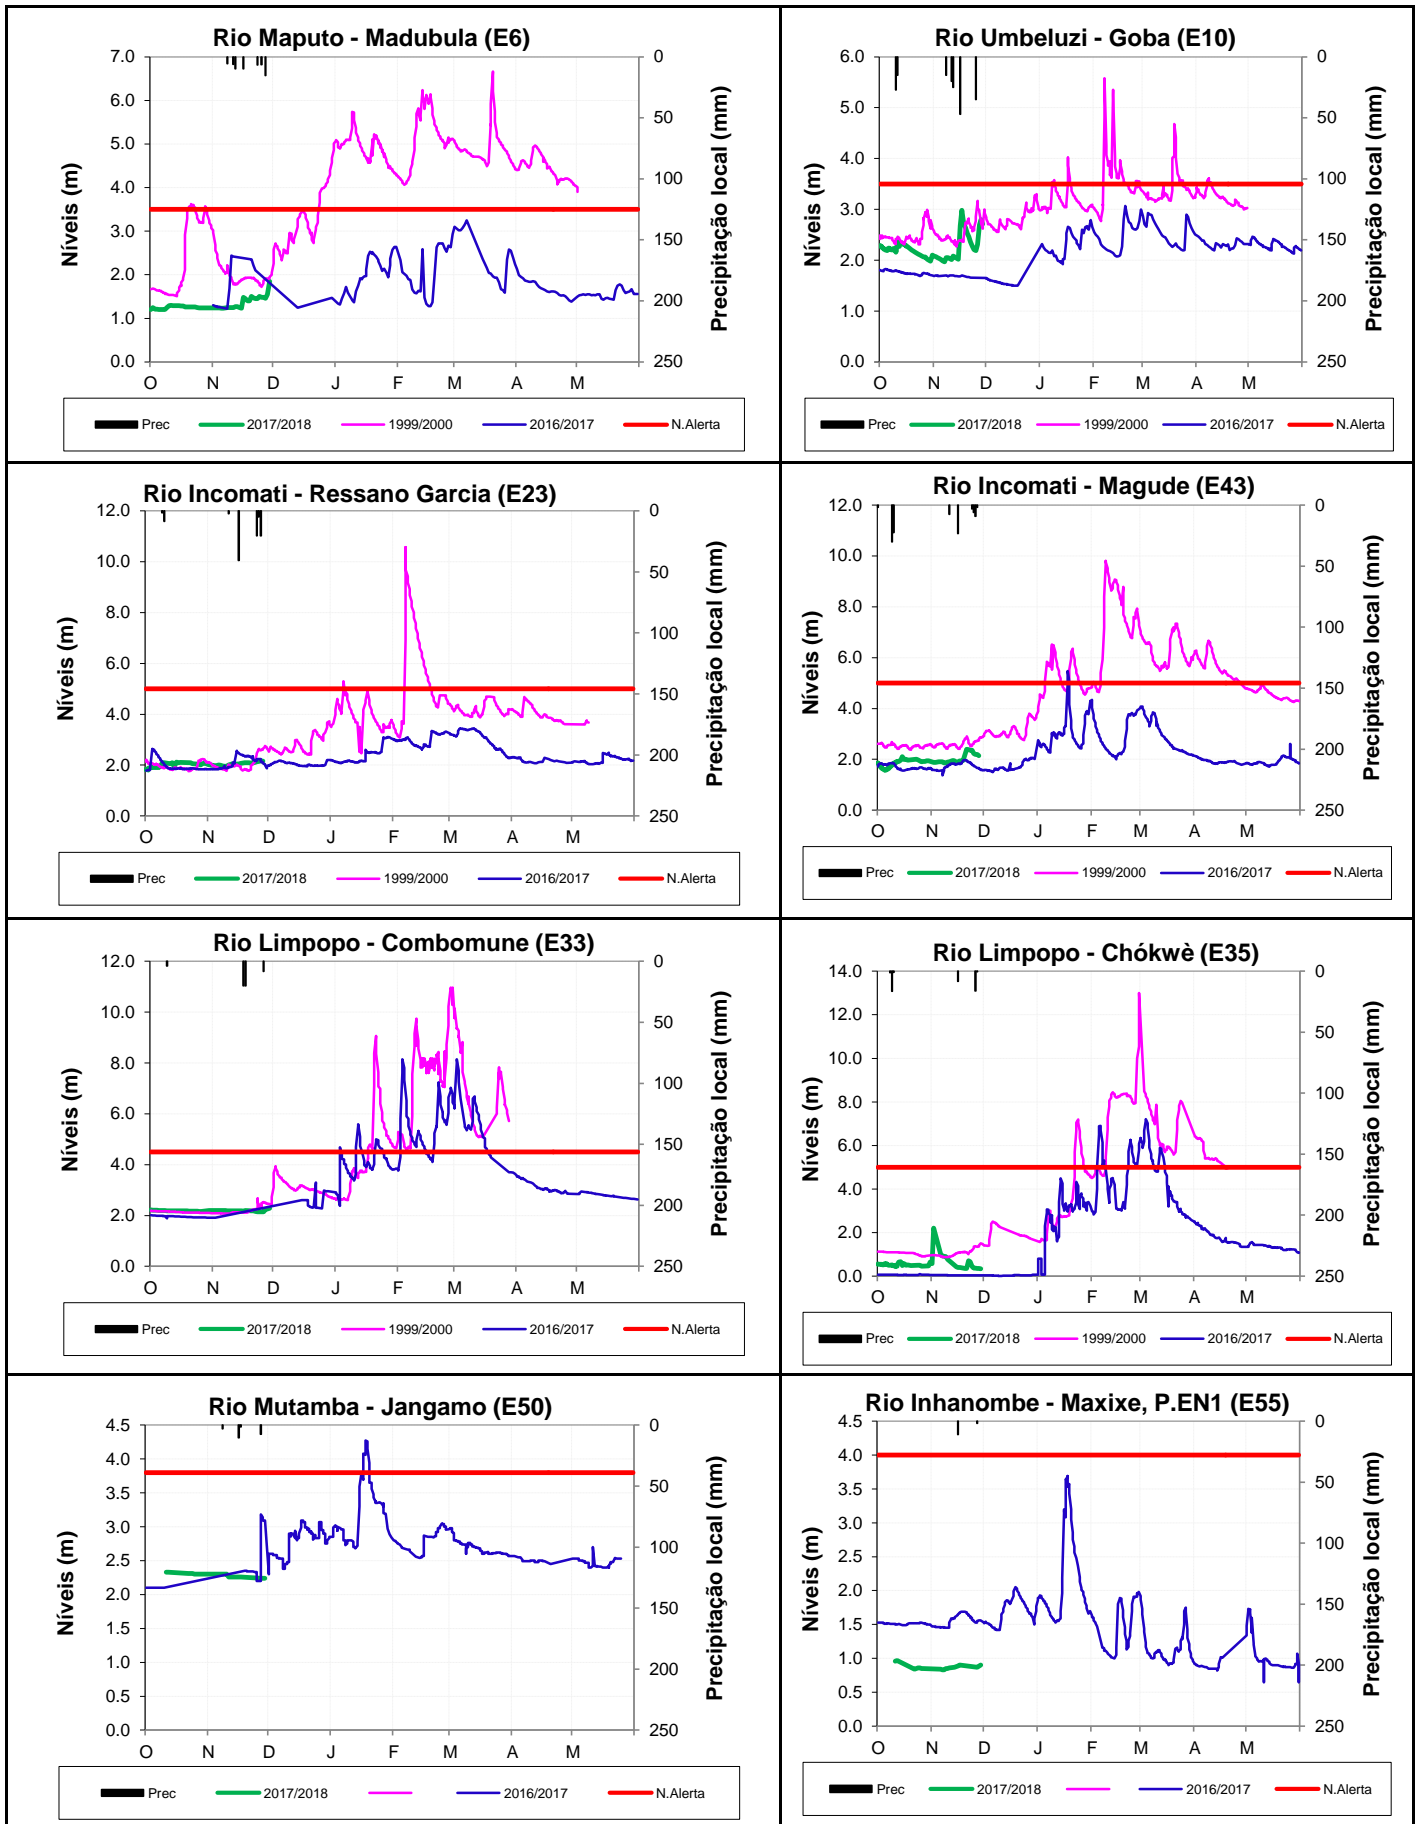 Rio Maputo - Madubula (E6)
7.0
6.0
5.0
4.0
3.0
2.0
1.0
0.0
Níveis (m)
0
50
100
150
200
250
Precipitação local (mm)
O N D J F M A M
Prec 2017/2018 1999/2000 2016/2017 N.Alerta
Rio Umbeluzi - Goba (E10)
6.0
5.0
4.0
3.0
2.0
1.0
0.0
Níveis (m)
0
50
100
150
200
250
Precipitação local (mm)
O N D J F M A M
Prec 2017/2018 1999/2000 2016/2017 N.Alerta
Rio Incomati - Ressano Garcia (E23)
12.0
10.0
8.0
6.0
4.0
2.0
0.0
Níveis (m)
0
50
100
150
200
250
Precipitação local (mm)
O N D J F M A M
Prec 2017/2018 1999/2000 2016/2017 N.Alerta
Rio Incomati - Magude (E43)
12.0
10.0
8.0
6.0
4.0
2.0
0.0
Níveis (m)
0
50
100
150
200
250
Precipitação local (mm)
O N D J F M A M
Prec 2017/2018 1999/2000 2016/2017 N.Alerta
Rio Limpopo - Combomune (E33)
12.0
10.0
8.0
6.0
4.0
2.0
0.0
Níveis (m)
0
50
100
150
200
250
Precipitação local (mm)
O N D J F M A M
Prec 2017/2018 1999/2000 2016/2017 N.Alerta
Rio Limpopo - Chókwè (E35)
14.0
12.0
10.0
8.0
6.0
4.0
2.0
0.0
Níveis (m)
0
50
100
150
200
250
Precipitação local (mm)
O N D J F M A M
Prec 2017/2018 1999/2000 2016/2017 N.Alerta
Rio Mutamba - Jangamo (E50)
4.5
4.0
3.5
3.0
2.5
2.0
1.5
1.0
0.5
0.0
Níveis (m)
0
50
100
150
200
250
Precipitação local (mm)
O N D J F M A M
Prec 2017/2018 2016/2017 N.Alerta
Rio Inhanombe - Maxixe, P.EN1 (E55)
4.5
4.0
3.5
3.0
2.5
2.0
1.5
1.0
0.5
0.0
Níveis (m)
0
50
100
150
200
250
Precipitação local (mm)
O N D J F M A M
Prec 2017/2018 2016/2017 N.Alerta